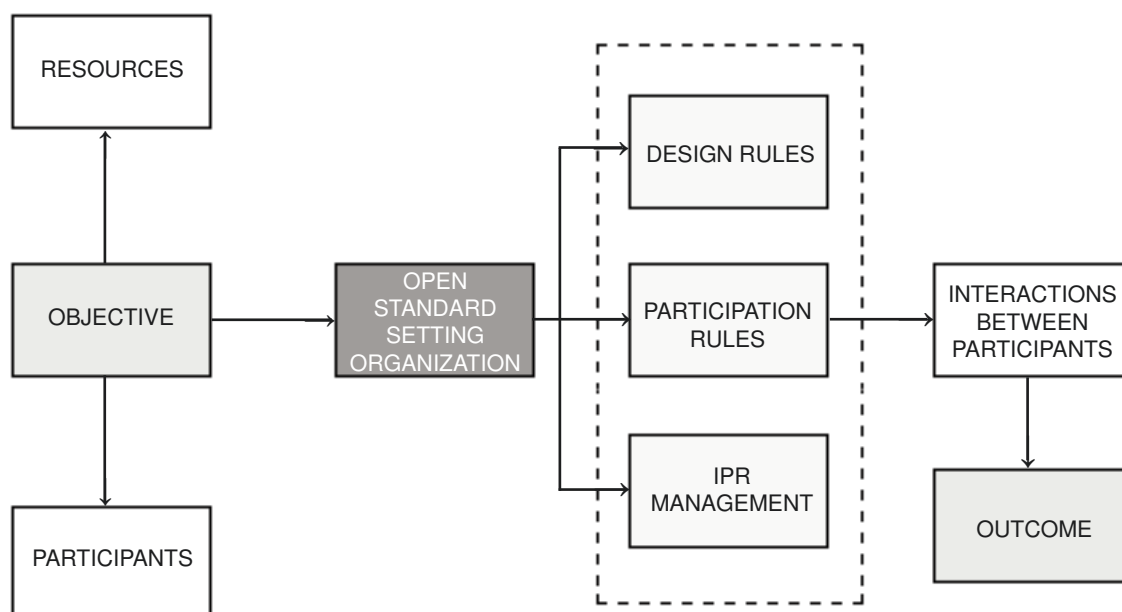 RESOURCES
DESIGN RULES
OBJECTIVE
OPEN
STANDARD
SETTING
ORGANIZATION
PARTICIPATION
RULES
INTERACTIONS
BETWEEN
PARTICIPANTS
IPR
MANAGEMENT
OUTCOME
PARTICIPANTS